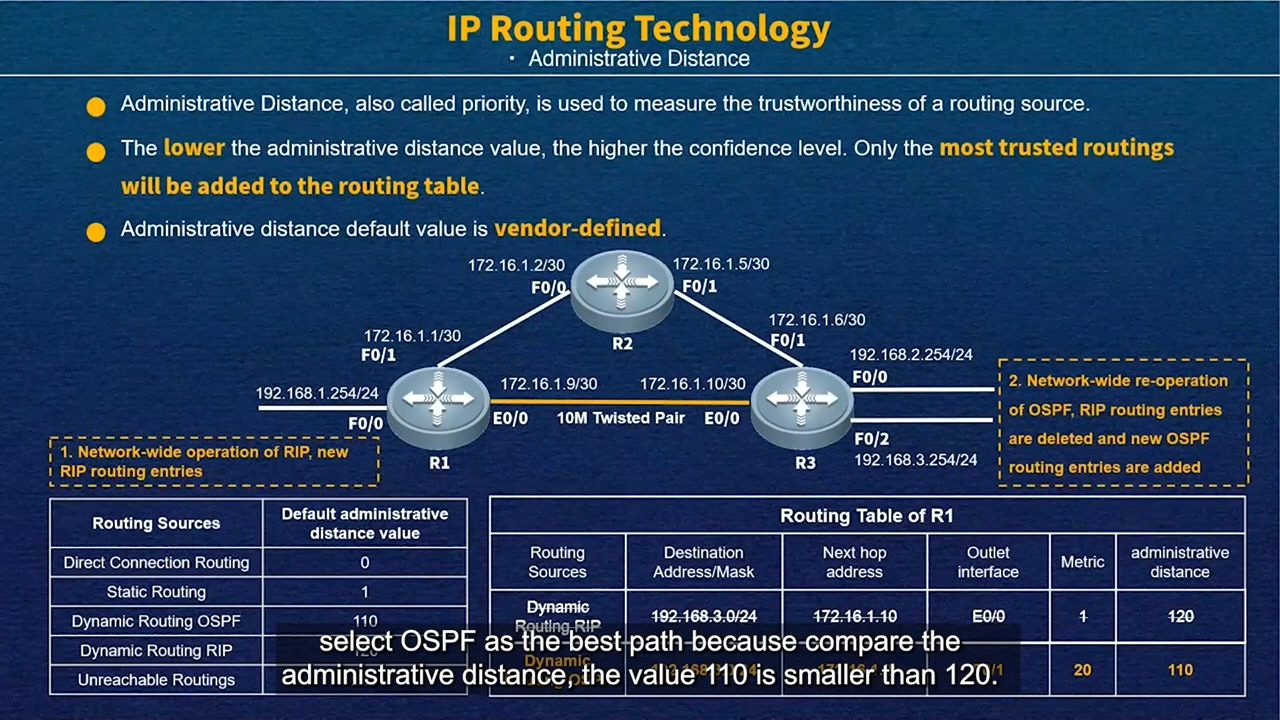 IP Routing Technology
· Administrative Distance
Administrative Distance, also called priority, is used to measure the trustworthiness of a routing source.
The lower the administrative distance value, the higher the confidence level. Only the most trusted routings
will be added to the routing table.
Administrative distance default value is vendor-defined.
172.16.1.2/30
172.16.1.5/30
F0/0
F0/1
R2
172.16.1.1/30
F0/1
172.16.1.6/30
F0/1
192.168.1.254/24
F0/0
172.16.1.9/30
172.16.1.10/30
E0/0
10M Twisted Pair
E0/0
192.168.2.254/24
F0/0
F0/2
192.168.3.254/24
R1
R3
1. Network-wide operation of RIP, new
RIP routing entries
2. Network-wide re-operation
of OSPF, RIP routing entries
are deleted and new OSPF
routing entries are added
Routing Sources
Default administrative
distance value
Direct Connection Routing
0
Static Routing
1
Dynamic Routing OSPF
110
Dynamic Routing RIP
Unreachable Routings
Routing Table of R1
Routing
Sources
Destination
Address/Mask
Next hop
address
Outlet
interface
Metric
administrative
distance
Dynamic
Routing RIP
192.168.3.0/24
172.16.1.10
E0/0
1
120
Dynamic
20
110
select OSPF as the best path because compare the
administrative distance, the value 110 is smaller than 120.